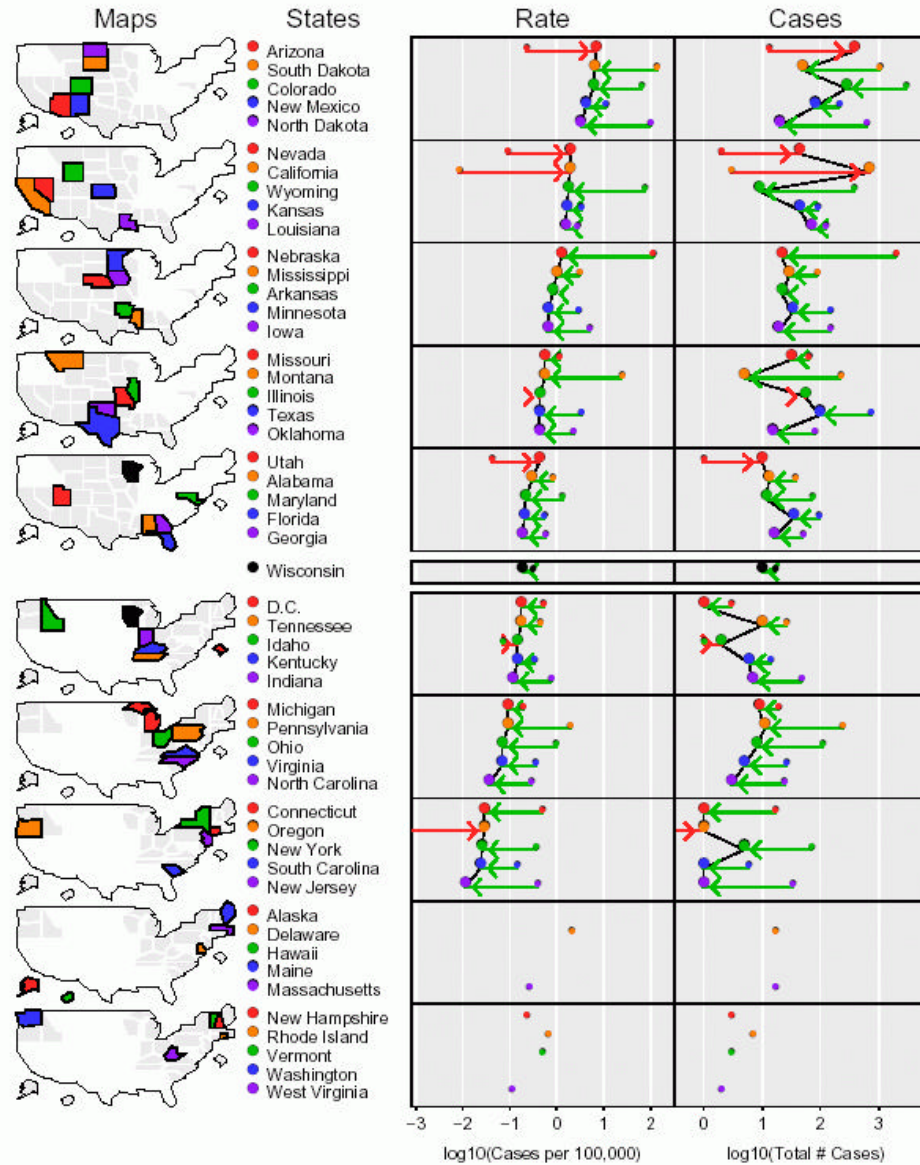 Maps States Rate Cases
Arizona
South Dakota
Colorado
New Mexico
North Dakota
Nevada
California
Wyoming
Kansas
Louisiana
Nebraska
Mississippi
Arkansas
Minnesota
Iowa
Missouri
Montana
Illinois
Texas
Oklahoma
Utah
Alabama
Maryland
Florida
Georgia
Wisconsin
D.C.
Tennessee
Idaho
Kentucky
Indiana
Michigan
Pennsylvania
Ohio
Virginia
North Carolina
Connecticut
Oregon
New York
South Carolina
New Jersey
Alaska
Delaware
Hawaii
Maine
Massachusetts
New Hampshire
Rhode Island
Vermont
Washington
West Virginia
−3 −2 −1 0 1 2 0 1 2 3
log10(Cases per 100,000) log10(Total # Cases)